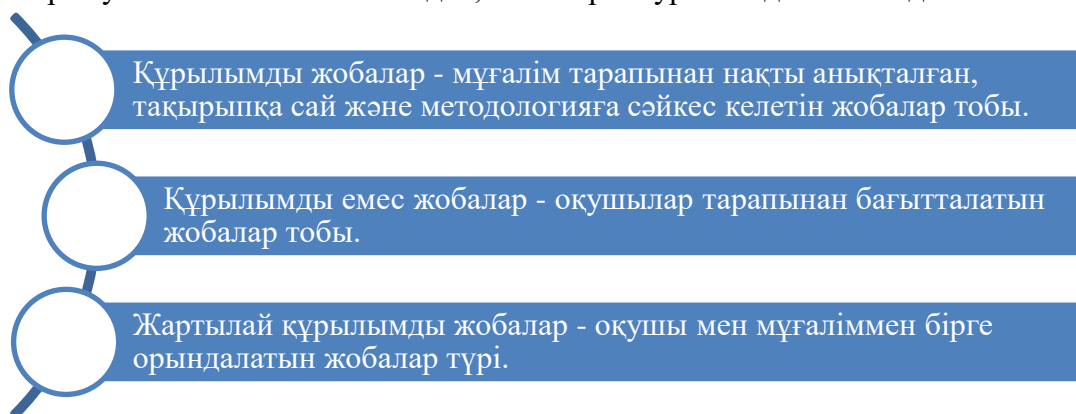 Құрылымды жобалар - мұғалім тарапынан нақты анықталған,
тақырыпқа сай және методологияға сәйкес келетін жобалар тобы.
Құрылымды емес жобалар - оқушылар тарапынан бағытталатын
жобалар тобы.
Жартылай құрылымды жобалар - оқушы мен мұғаліммен бірге
орындалатын жобалар түрі.